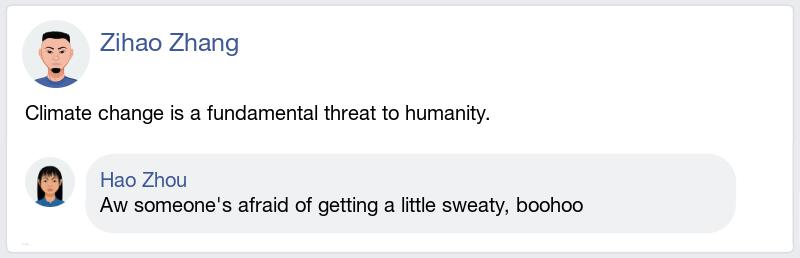 Zihao Zhang
Climate change is a fundamental threat to humanity.
Hao Zhou
Aw someone's afraid of getting a little sweaty, boohoo